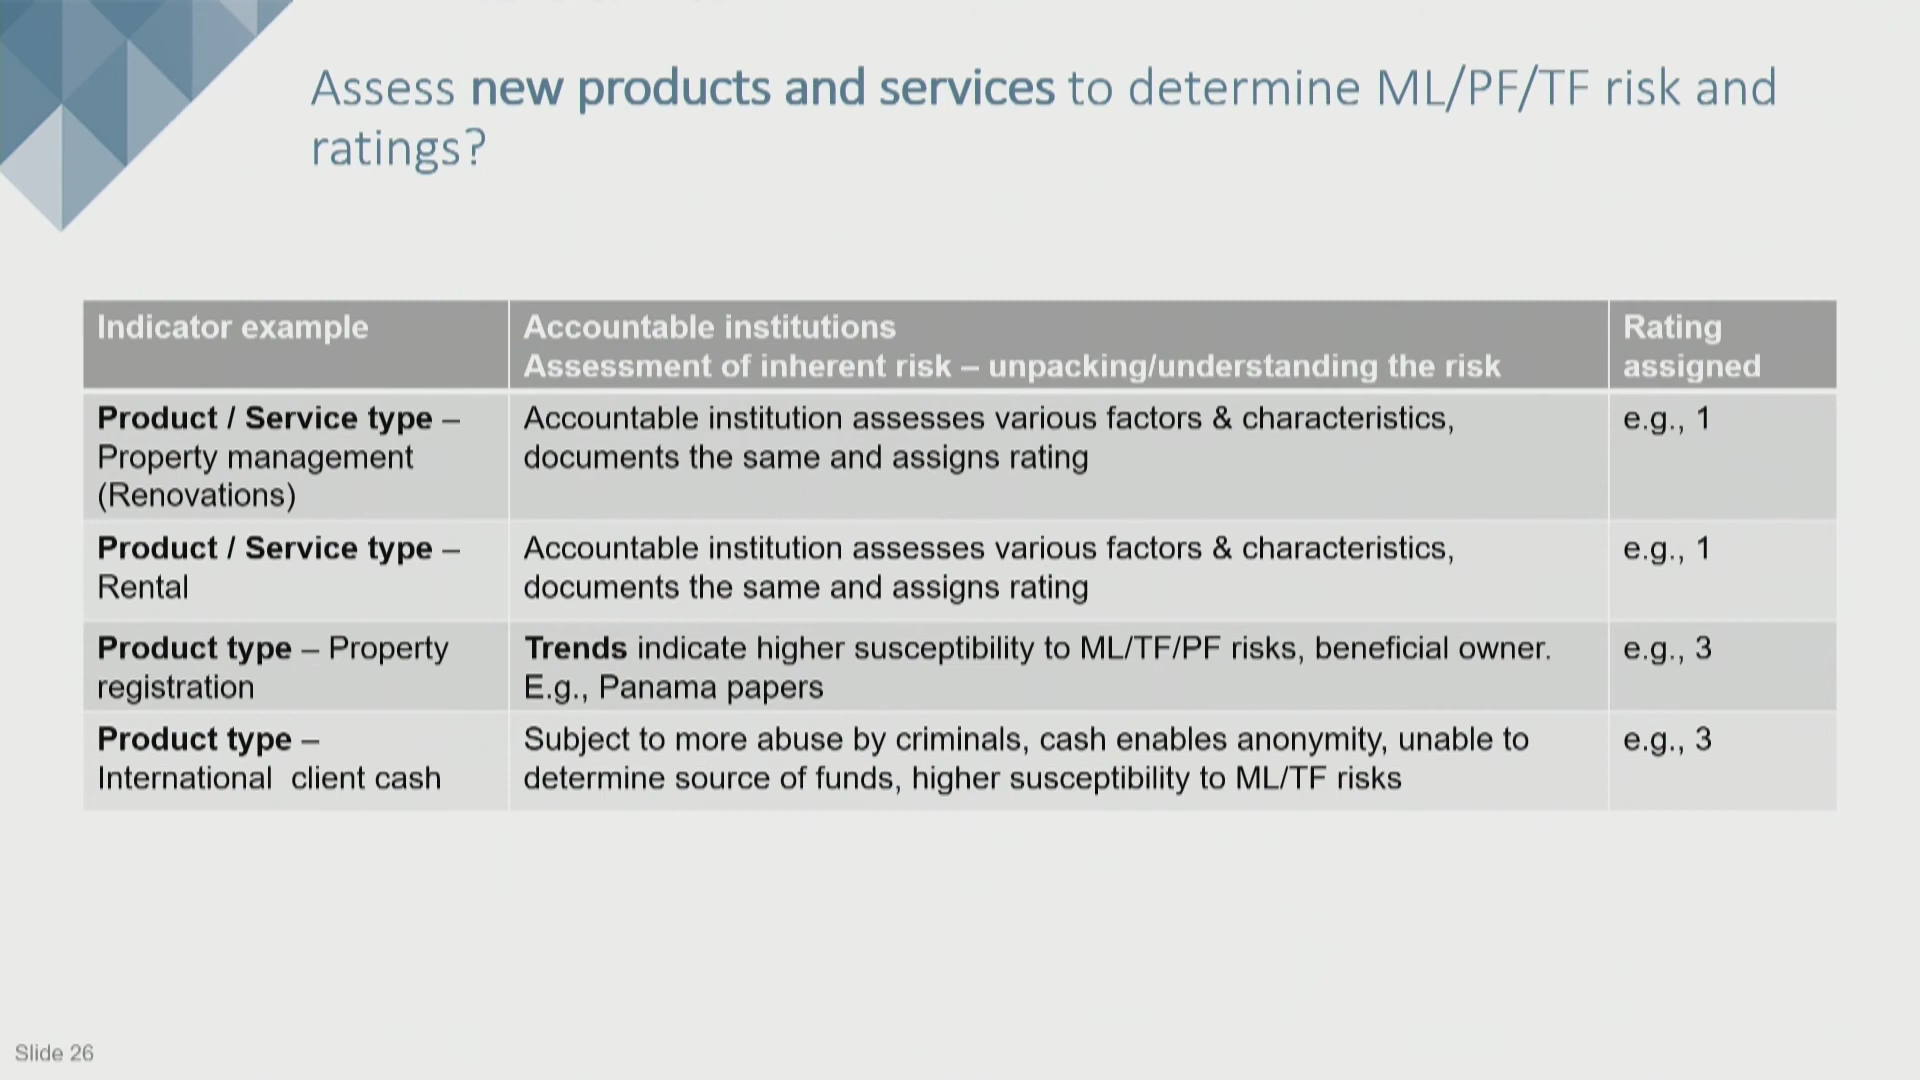 Assess new products and services to determine ML/PF/TF risk and
ratings?
Indicator example
Accountable institutions
Assessment of inherent risk – unpacking/understanding the risk
Rating
assigned
Product / Service type –
Property management
(Renovations)
Accountable institution assesses various factors & characteristics,
documents the same and assigns rating
e.g., 1
Product / Service type –
Rental
Accountable institution assesses various factors & characteristics,
documents the same and assigns rating
e.g., 1
Product type – Property
registration
Trends indicate higher susceptibility to ML/TF/PF risks, beneficial owner.
E.g., Panama papers
e.g., 3
Product type –
International  client cash
Subject to more abuse by criminals, cash enables anonymity, unable to
determine source of funds, higher susceptibility to ML/TF risks
e.g., 3
Slide 26